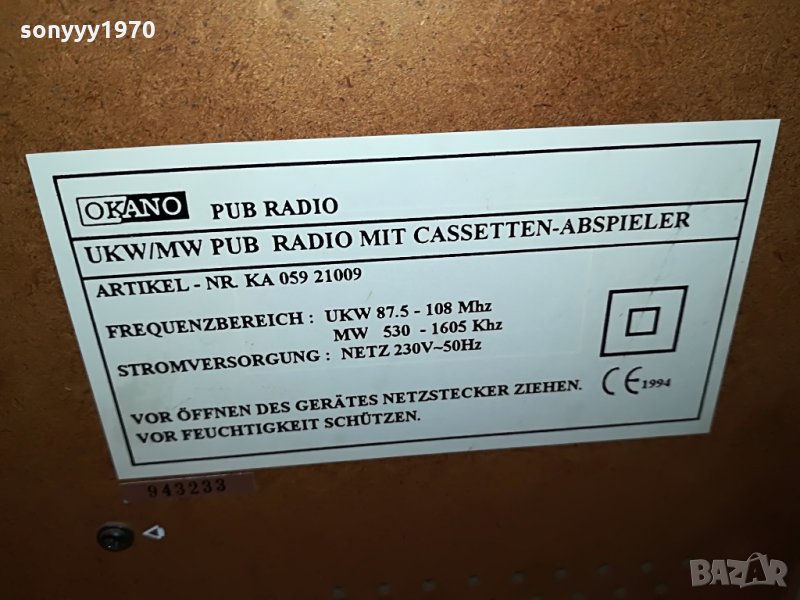 sonyyy1970
OKANO PUB RADIO
UKW/MW PUB RADIO MIT CASSETTEN-ABSPIELER
ARTIKEL - NR. KA 059 21009
FREQUENZBEREICH : UKW 87.5 - 108 Mhz
MW 530 - 1605 Khz
STROMVERSORGUNG : NETZ 230V~50Hz
CE 1994
VOR ÖFFNEN DES GERÄTES NETZSTECKER ZIEHEN.
VOR FEUCHTIGKEIT SCHÜTZEN.
943233
BAZAR